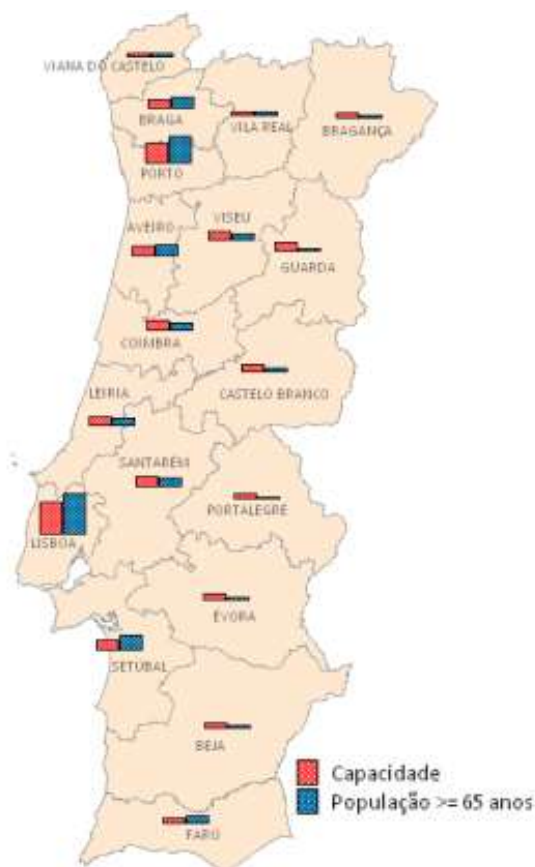 VIANA DO CASTELO
BRAGA
VILA REAL
BRAGANÇA
PORTO
AVEIRO
VISEU
GUARDA
COIMBRA
LEIRIA
CASTELO BRANCO
SANTARÉM
PORTALEGRE
LISBOA
ÉVORA
SETÚBAL
BEJA
FARO
Capacidade
População >= 65 anos